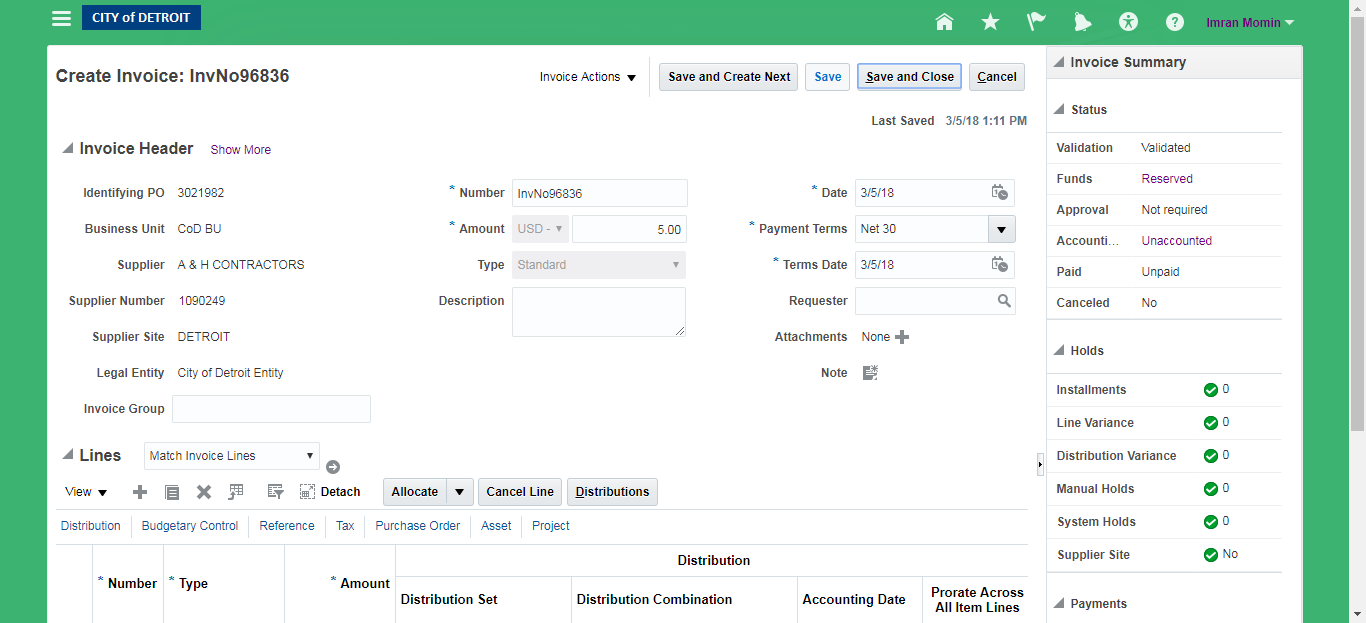 CITY of DETROIT
Imran Momin
Create Invoice: InvNo96836
Invoice Actions
Save and Create Next
Save
Save and Close
Cancel
Last Saved 3/5/18 1:11 PM
Invoice Header Show More
Identifying PO 3021982
Business Unit CoD BU
Supplier A & H CONTRACTORS
Supplier Number 1090249
Supplier Site DETROIT
Legal Entity City of Detroit Entity
Invoice Group
* Number InvNo96836
* Amount USD - 5.00
Type Standard
Description
* Date 3/5/18
* Payment Terms Net 30
* Terms Date 3/5/18
Requester
Attachments None
Note
Lines Match Invoice Lines
View
Detach
Allocate
Cancel Line
Distributions
Distribution
Budgetary Control
Reference
Tax
Purchase Order
Asset
Project
* Number
* Type
* Amount
Distribution
Distribution Set
Distribution Combination
Accounting Date
Prorate Across
All Item Lines
Invoice Summary
Status
Validation Validated
Funds Reserved
Approval Not required
Accounti... Unaccounted
Paid Unpaid
Canceled No
Holds
Installments 0
Line Variance 0
Distribution Variance 0
Manual Holds 0
System Holds 0
Supplier Site No
Payments